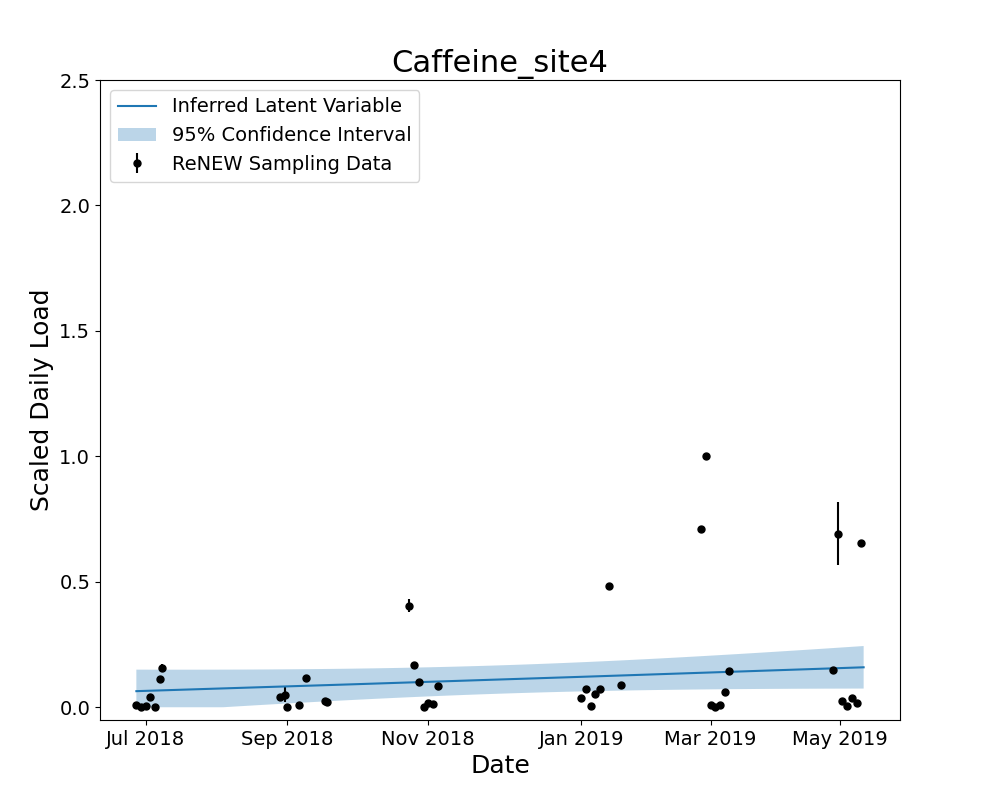 Caffeine_site4
2.5
Inferred Latent Variable
95% Confidence Interval
ReNEW Sampling Data
2.0
1.5
1.0
0.5
0.0
Scaled Daily Load
Jul 2018 Sep 2018 Nov 2018 Jan 2019 Mar 2019 May 2019
Date